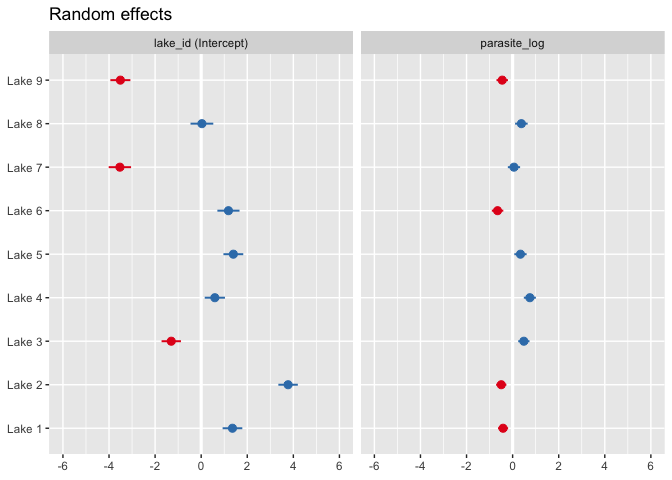 Random effects
lake_id (Intercept) parasite_log
Lake 9
Lake 8
Lake 7
Lake 6
Lake 5
Lake 4
Lake 3
Lake 2
Lake 1
-6 -4 -2 0 2 4 6 -6 -4 -2 0 2 4 6